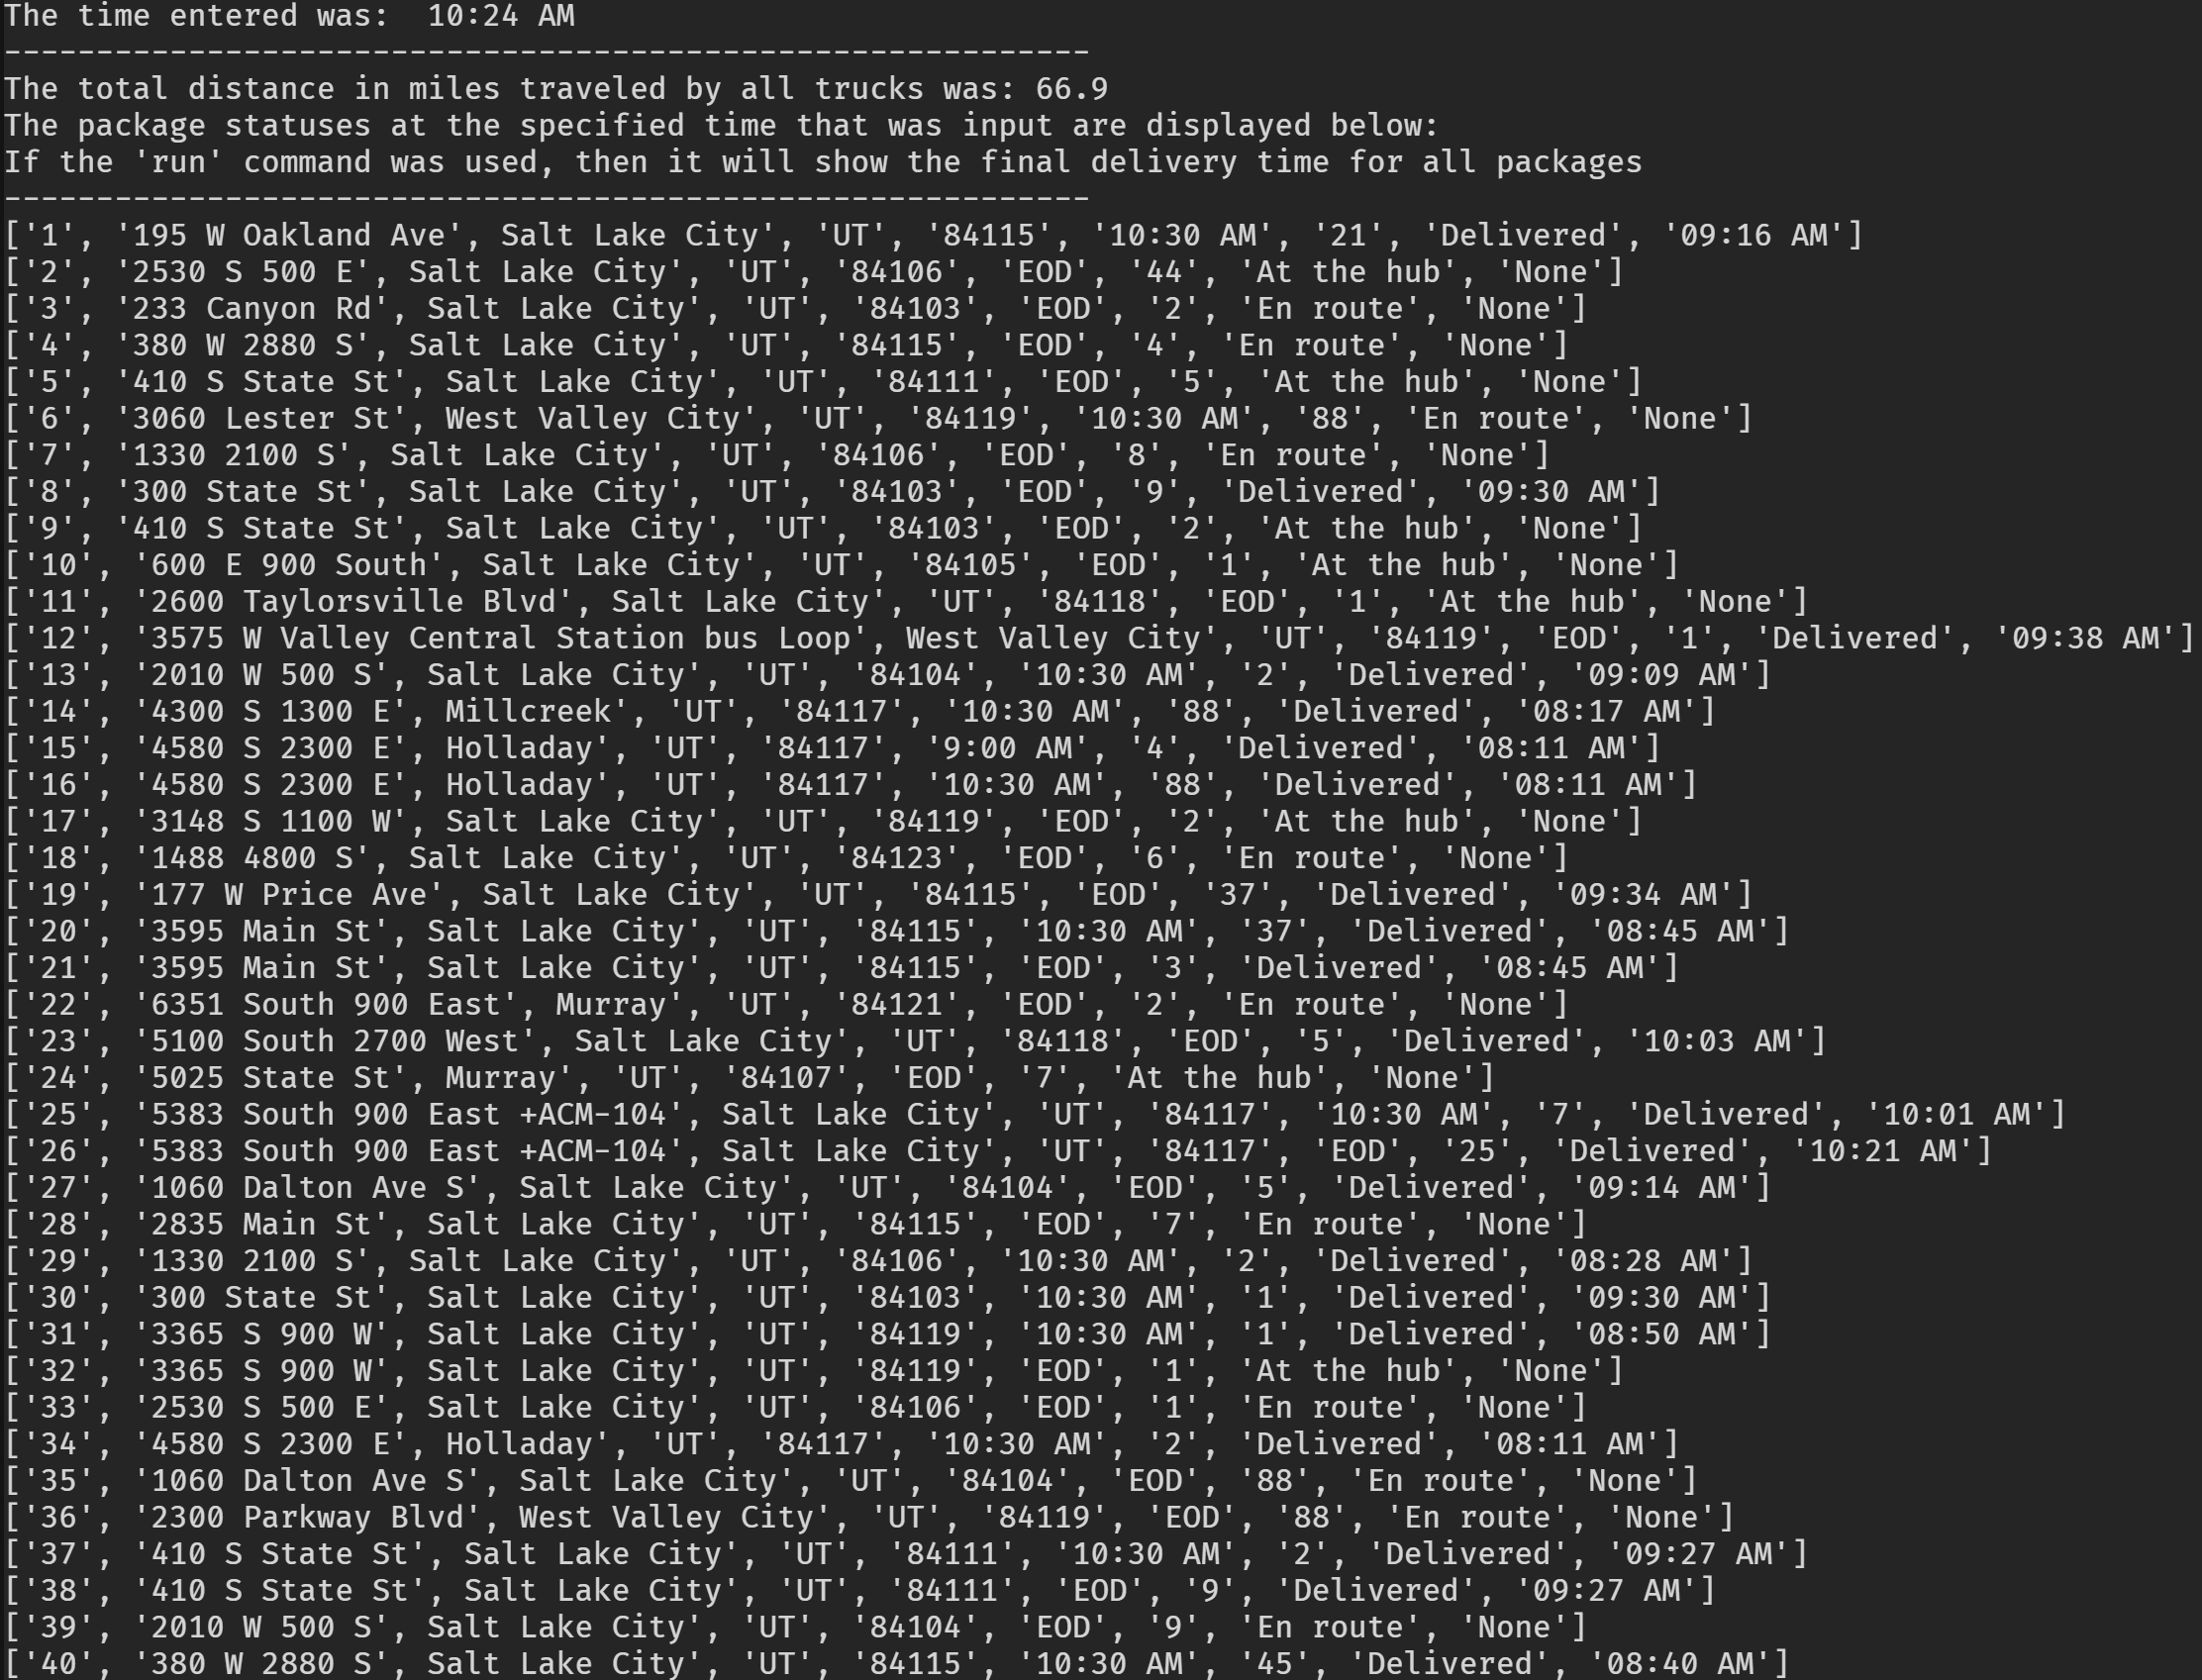 The time entered was:  10:24 AM
-----------------------------------------------------------
The total distance in miles traveled by all trucks was: 66.9
The package statuses at the specified time that was input are displayed below:
If the 'run' command was used, then it will show the final delivery time for all packages
-----------------------------------------------------------
['1', '195 W Oakland Ave', Salt Lake City', 'UT', '84115', '10:30 AM', '21', 'Delivered', '09:16 AM']
['2', '2530 S 500 E', Salt Lake City', 'UT', '84106', 'EOD', '44', 'At the hub', 'None']
['3', '233 Canyon Rd', Salt Lake City', 'UT', '84103', 'EOD', '2', 'En route', 'None']
['4', '380 W 2880 S', Salt Lake City', 'UT', '84115', 'EOD', '4', 'En route', 'None']
['5', '410 S State St', Salt Lake City', 'UT', '84111', 'EOD', '5', 'At the hub', 'None']
['6', '3060 Lester St', West Valley City', 'UT', '84119', '10:30 AM', '88', 'En route', 'None']
['7', '1330 2100 S', Salt Lake City', 'UT', '84106', 'EOD', '8', 'En route', 'None']
['8', '300 State St', Salt Lake City', 'UT', '84103', 'EOD', '9', 'Delivered', '09:30 AM']
['9', '410 S State St', Salt Lake City', 'UT', '84103', 'EOD', '2', 'At the hub', 'None']
['10', '600 E 900 South', Salt Lake City', 'UT', '84105', 'EOD', '1', 'At the hub', 'None']
['11', '2600 Taylorsville Blvd', Salt Lake City', 'UT', '84118', 'EOD', '1', 'At the hub', 'None']
['12', '3575 W Valley Central Station bus Loop', West Valley City', 'UT', '84119', 'EOD', '1', 'Delivered', '09:38 AM']
['13', '2010 W 500 S', Salt Lake City', 'UT', '84104', '10:30 AM', '2', 'Delivered', '09:09 AM']
['14', '4300 S 1300 E', Millcreek', 'UT', '84117', '10:30 AM', '88', 'Delivered', '08:17 AM']
['15', '4580 S 2300 E', Holladay', 'UT', '84117', '9:00 AM', '4', 'Delivered', '08:11 AM']
['16', '4580 S 2300 E', Holladay', 'UT', '84117', '10:30 AM', '88', 'Delivered', '08:11 AM']
['17', '3148 S 1100 W', Salt Lake City', 'UT', '84119', 'EOD', '2', 'At the hub', 'None']
['18', '1488 4800 S', Salt Lake City', 'UT', '84123', 'EOD', '6', 'En route', 'None']
['19', '177 W Price Ave', Salt Lake City', 'UT', '84115', 'EOD', '37', 'Delivered', '09:34 AM']
['20', '3595 Main St', Salt Lake City', 'UT', '84115', '10:30 AM', '37', 'Delivered', '08:45 AM']
['21', '3595 Main St', Salt Lake City', 'UT', '84115', 'EOD', '3', 'Delivered', '08:45 AM']
['22', '6351 South 900 East', Murray', 'UT', '84121', 'EOD', '2', 'En route', 'None']
['23', '5100 South 2700 West', Salt Lake City', 'UT', '84118', 'EOD', '5', 'Delivered', '10:03 AM']
['24', '5025 State St', Murray', 'UT', '84107', 'EOD', '7', 'At the hub', 'None']
['25', '5383 South 900 East +ACM-104', Salt Lake City', 'UT', '84117', '10:30 AM', '7', 'Delivered', '10:01 AM']
['26', '5383 South 900 East +ACM-104', Salt Lake City', 'UT', '84117', 'EOD', '25', 'Delivered', '10:21 AM']
['27', '1060 Dalton Ave S', Salt Lake City', 'UT', '84104', 'EOD', '5', 'Delivered', '09:14 AM']
['28', '2835 Main St', Salt Lake City', 'UT', '84115', 'EOD', '7', 'En route', 'None']
['29', '1330 2100 S', Salt Lake City', 'UT', '84106', '10:30 AM', '2', 'Delivered', '08:28 AM']
['30', '300 State St', Salt Lake City', 'UT', '84103', '10:30 AM', '1', 'Delivered', '09:30 AM']
['31', '3365 S 900 W', Salt Lake City', 'UT', '84119', '10:30 AM', '1', 'Delivered', '08:50 AM']
['32', '3365 S 900 W', Salt Lake City', 'UT', '84119', 'EOD', '1', 'At the hub', 'None']
['33', '2530 S 500 E', Salt Lake City', 'UT', '84106', 'EOD', '1', 'En route', 'None']
['34', '4580 S 2300 E', Holladay', 'UT', '84117', '10:30 AM', '2', 'Delivered', '08:11 AM']
['35', '1060 Dalton Ave S', Salt Lake City', 'UT', '84104', 'EOD', '88', 'En route', 'None']
['36', '2300 Parkway Blvd', West Valley City', 'UT', '84119', 'EOD', '88', 'En route', 'None']
['37', '410 S State St', Salt Lake City', 'UT', '84111', '10:30 AM', '2', 'Delivered', '09:27 AM']
['38', '410 S State St', Salt Lake City', 'UT', '84111', 'EOD', '9', 'Delivered', '09:27 AM']
['39', '2010 W 500 S', Salt Lake City', 'UT', '84104', 'EOD', '9', 'En route', 'None']
['40', '380 W 2880 S', Salt Lake City', 'UT', '84115', '10:30 AM', '45', 'Delivered', '08:40 AM']